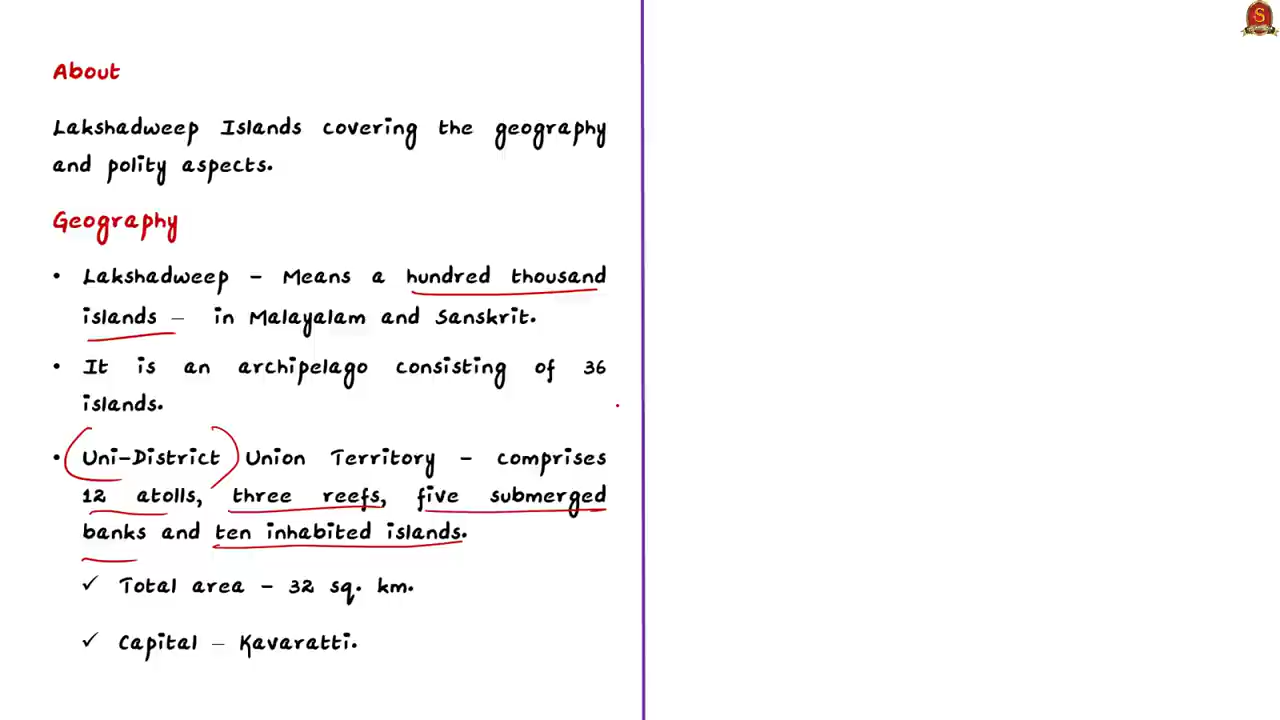 About
Lakshadweep Islands covering the geography
and polity aspects.
Geography
• Lakshadweep – Means a hundred thousand
islands – in Malayalam and Sanskrit.
• It is an archipelago consisting of 36
islands.
• Uni-District Union Territory – comprises
12 atolls, three reefs, five submerged
banks and ten inhabited islands.
✓ Total area – 32 sq. km.
✓ Capital – Kavaratti.
S